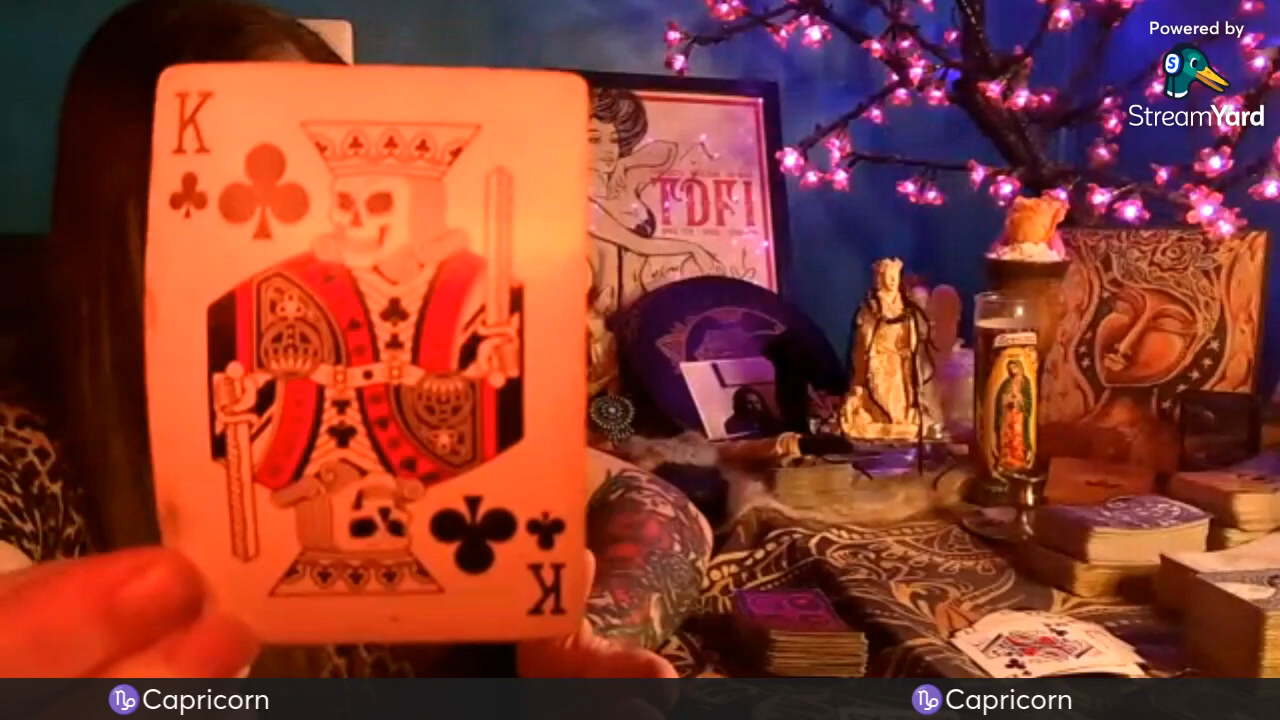 Powered by
StreamYard
K
TDFI
K
♑ Capricorn
♑ Capricorn